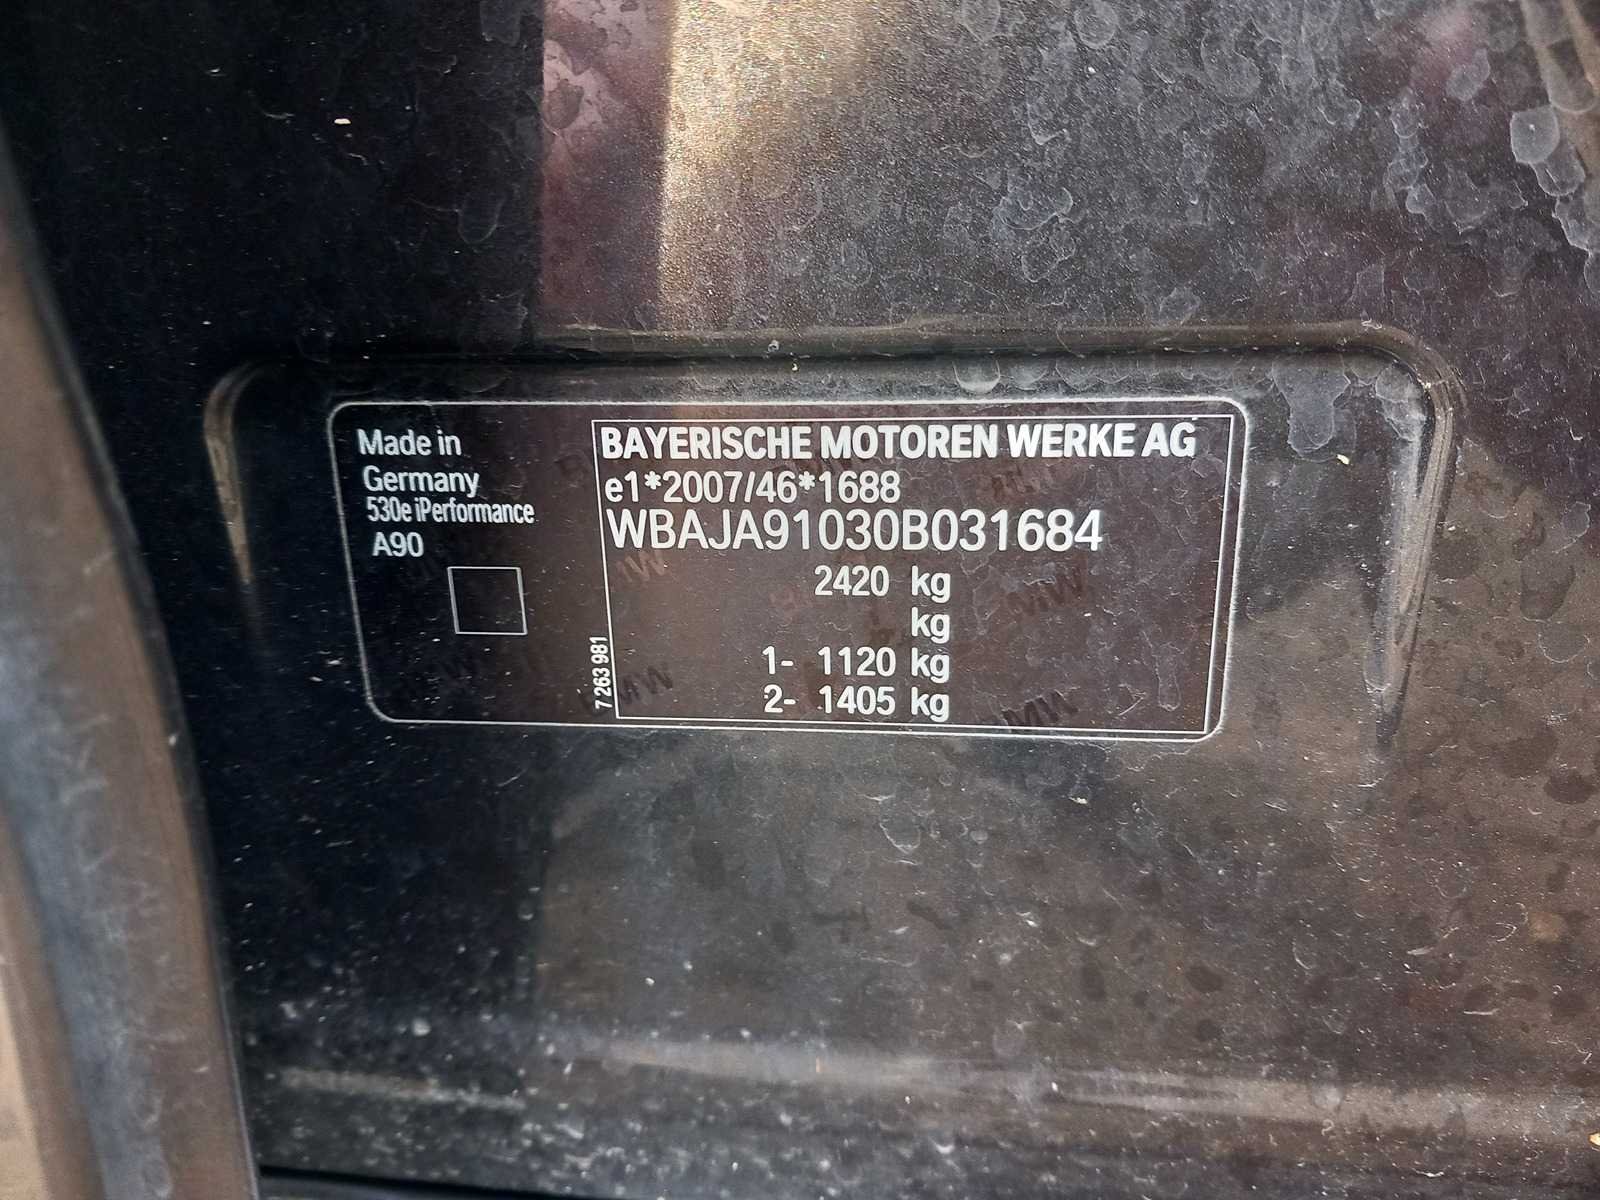 Made in
Germany
530e iPerformance
A90
BAYERISCHE MOTOREN WERKE AG
e1*2007/46*1688
WBAJA91030B031684
2420 kg
kg
1- 1120 kg
2- 1405 kg
7 263 981